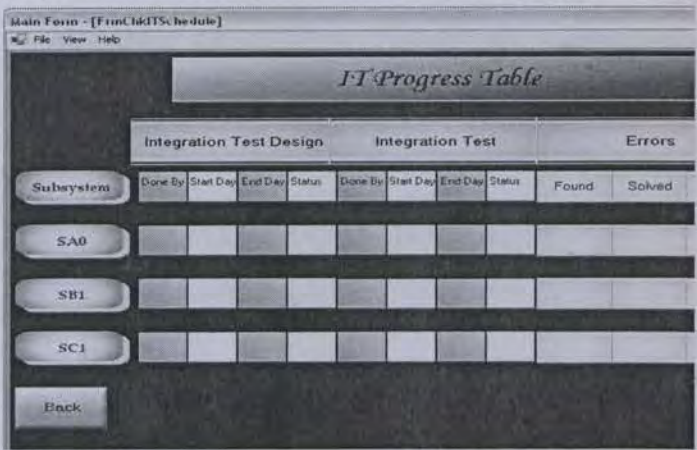 Main Form - [FrmChkITSchedule]
File View Help
IT Progress Table
Integration Test Design Integration Test Errors
Subsystem Done By Start Day End Day Status Done By Start Day End Day Status Found Solved
SA0
SB1
SC1
Back